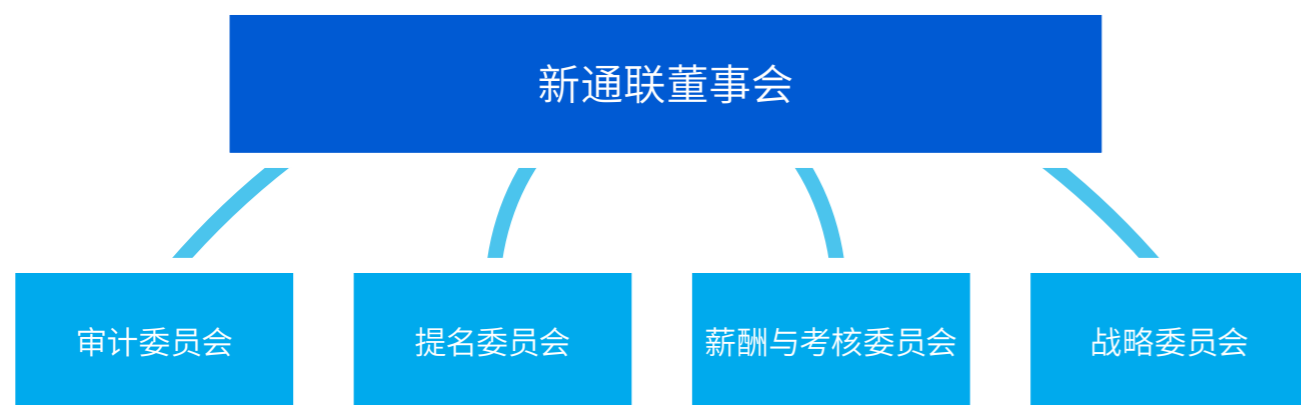 新通联董事会
审计委员会
提名委员会
薪酬与考核委员会
战略委员会